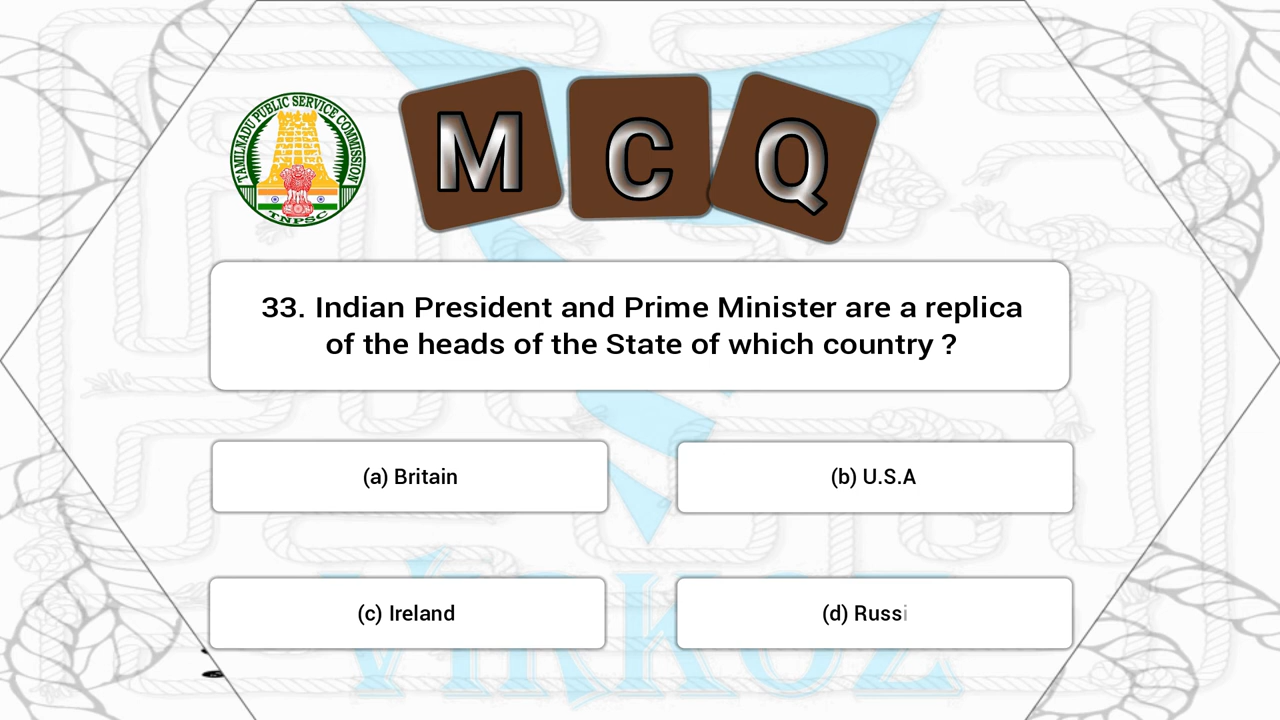 TAMILNADU PUBLIC SERVICE COMMISSION
TNPSC
M C Q
33. Indian President and Prime Minister are a replica
of the heads of the State of which country ?
(a) Britain
(b) U.S.A
(c) Ireland
(d) Russi
VIRKOZ